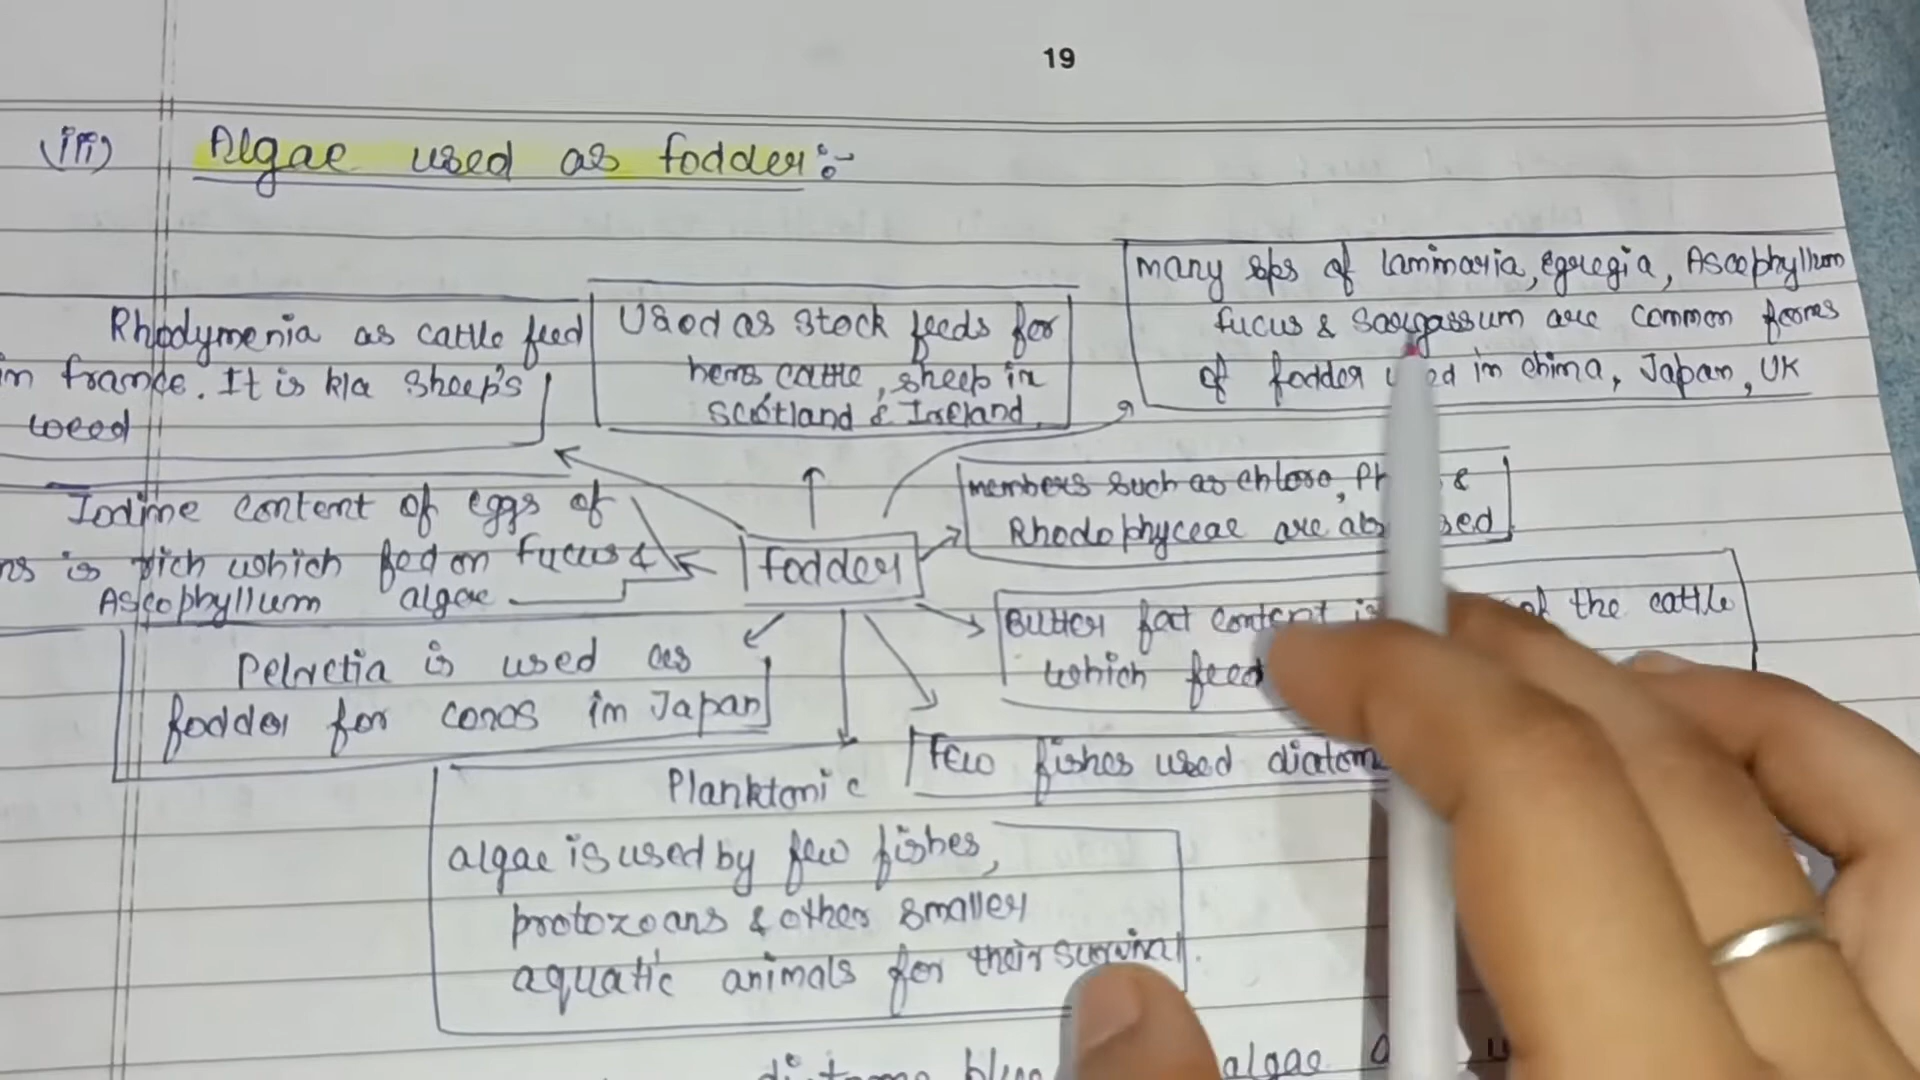 19
(iii) Algae used as fodder:-
many sps of laminaria, egregia, Ascophyllum
fucus & Sargassum are common forms
of fodder used in china, Japan, UK
Used as stock feeds for
hens cattle, sheep in
Scotland & Ireland
Rhodymenia as cattle feed
in france. It is k/a Sheep's
weed
members such as chloro,
Rhodophyceae are
Iodine content of eggs of
is rich which fed on fucus &
Ascophyllum algae
fodder
Butter fat content of the cattle
which feed
Pelvetia is used as
fodder for cows in Japan
Few fishes used diatom
Planktonic
algae is used by few fishes,
protozoans & other smaller
aquatic animals for their survival.
algae